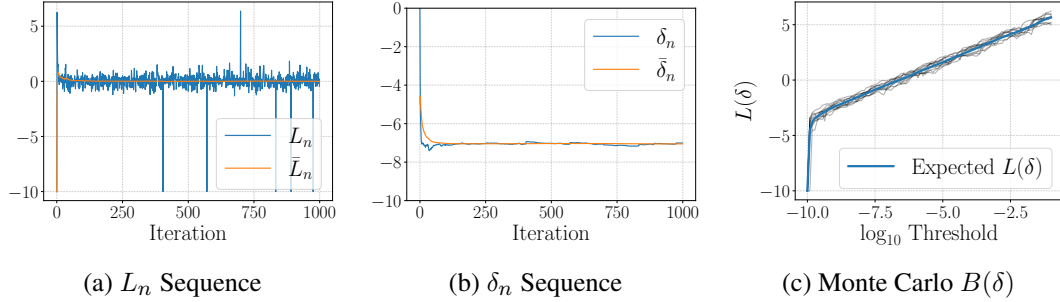 5
0
−5
−10
L_n
L̄_n
0
250
500
750
1000
Iteration
(a) L_n Sequence
0
−2
−4
−6
−8
−10
δ_n
δ̄_n
0
250
500
750
1000
Iteration
(b) δ_n Sequence
L(δ)
5
0
−5
−10
Expected L(δ)
−10.0
−7.5
−5.0
−2.5
log₁₀ Threshold
(c) Monte Carlo B(δ)